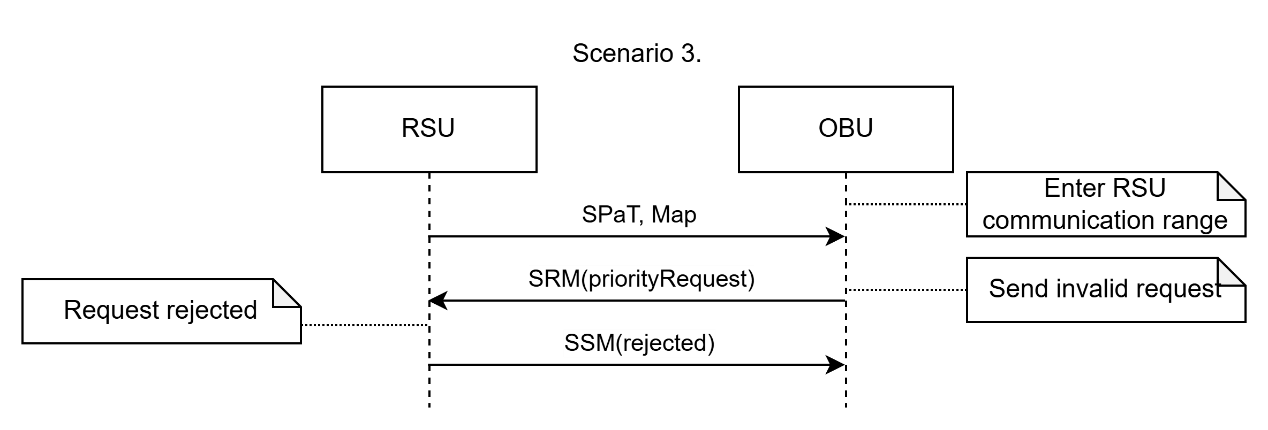 Scenario 3.
RSU
OBU
Enter RSU
communication range
SPaT, Map
SRM(priorityRequest)
Send invalid request
Request rejected
SSM(rejected)